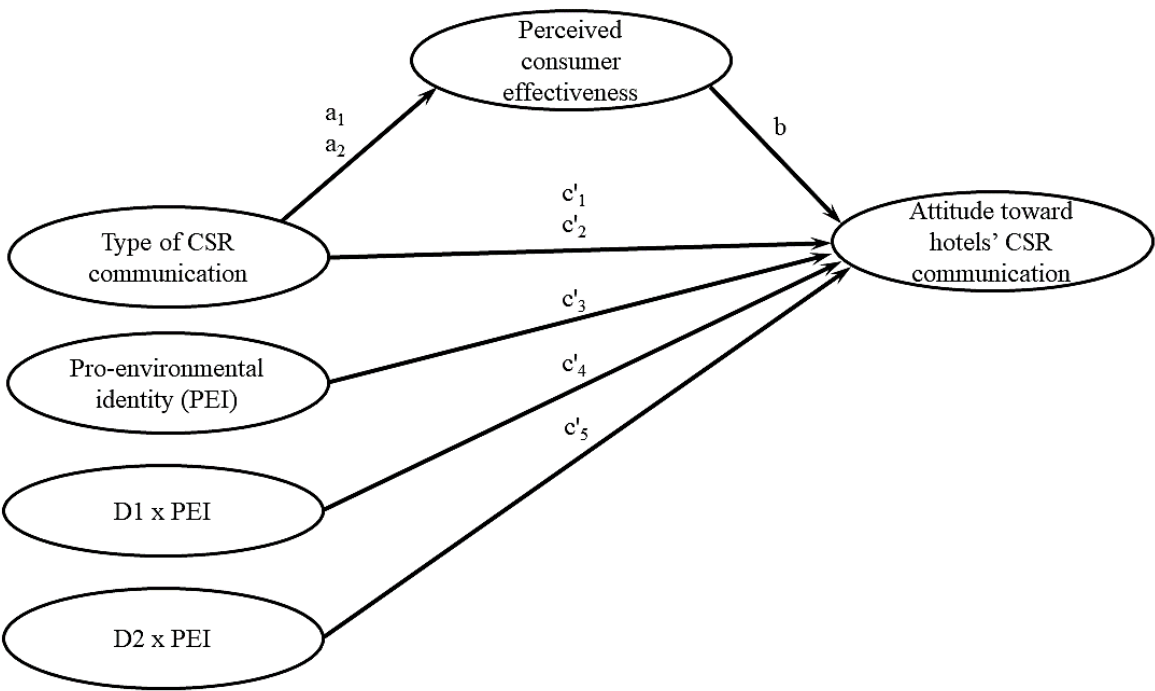 Perceived
consumer
effectiveness
a₁
a₂
b
c'₁
c'₂
Type of CSR
communication
Attitude toward
hotels’ CSR
communication
c'₃
Pro-environmental
identity (PEI)
c'₄
c'₅
D1 x PEI
D2 x PEI